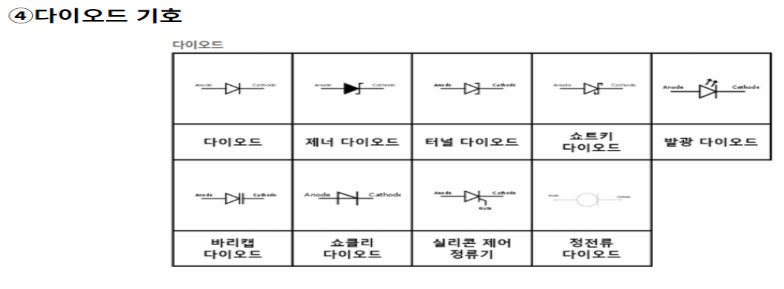 ④다이오드 기호
다이오드
Anode Cathode
Anode Cathode
Anode Cathode
Anode Cathode
Anode Cathode
다이오드
제너 다이오드
터널 다이오드
쇼트키
다이오드
발광 다이오드
Anode Cathode
Anode Cathode
Anode Cathode
Gate
바리캡
다이오드
쇼클리
다이오드
실리콘 제어
정류기
정전류
다이오드